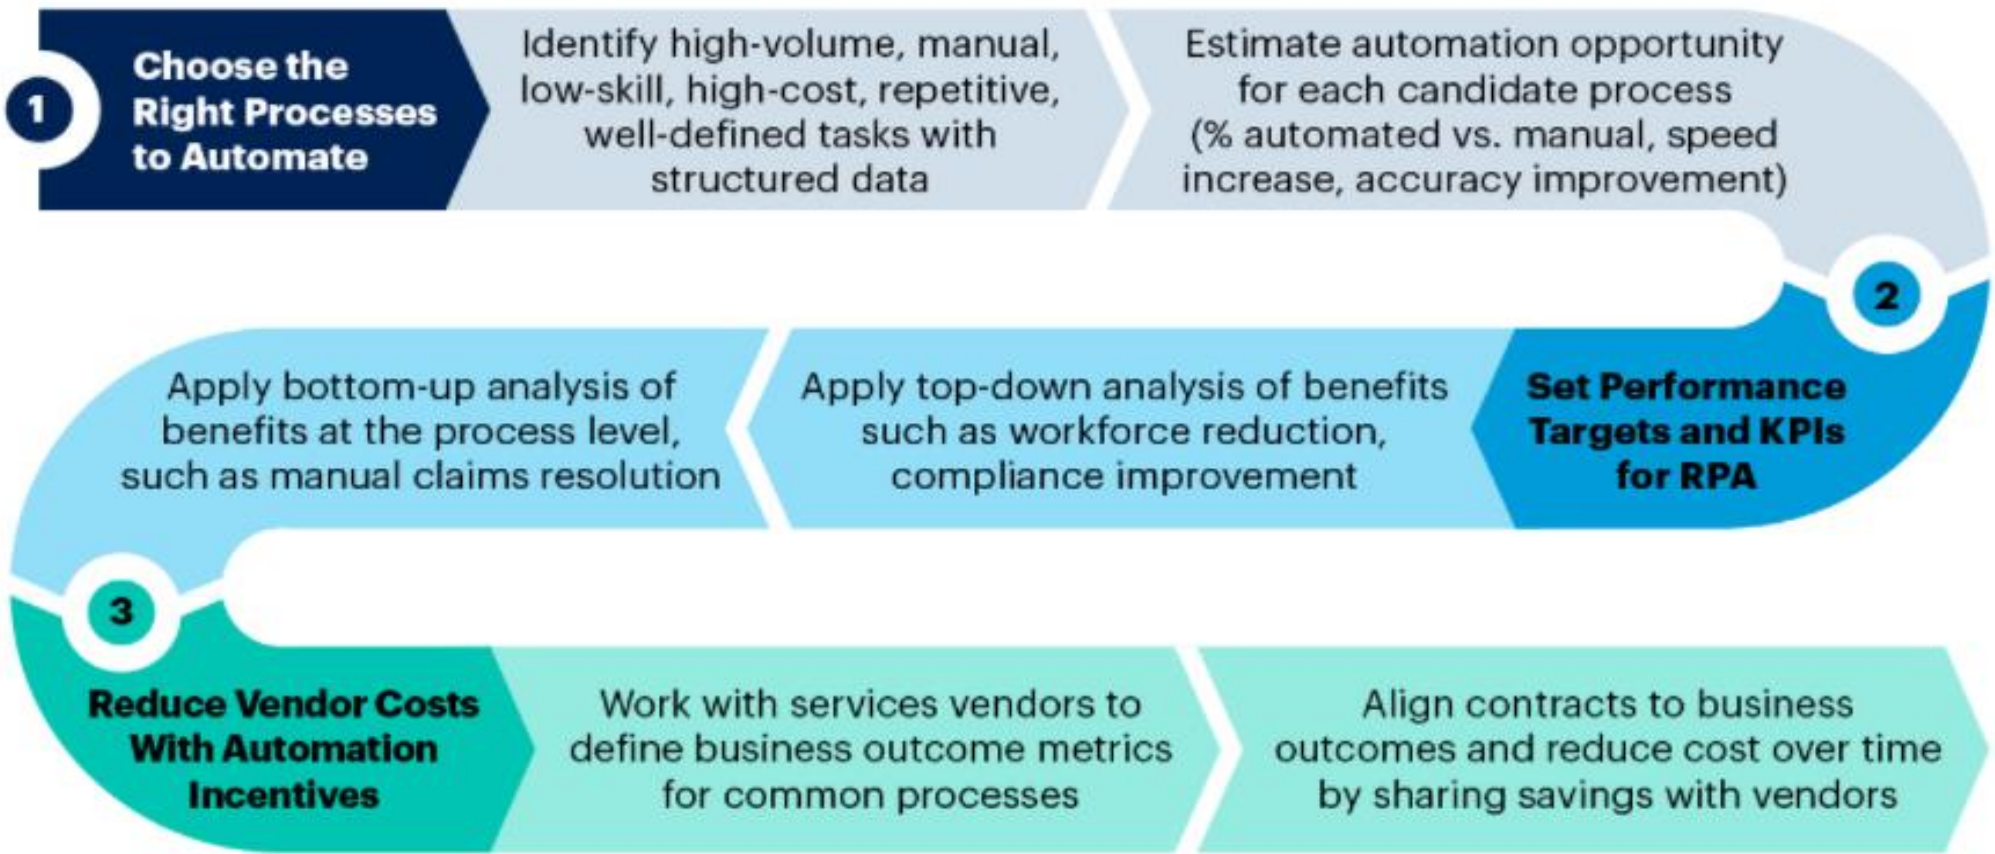 1
Choose the
Right Processes
to Automate
Identify high-volume, manual,
low-skill, high-cost, repetitive,
well-defined tasks with
structured data
Estimate automation opportunity
for each candidate process
(% automated vs. manual, speed
increase, accuracy improvement)
2
Set Performance
Targets and KPIs
for RPA
Apply top-down analysis of benefits
such as workforce reduction,
compliance improvement
Apply bottom-up analysis of
benefits at the process level,
such as manual claims resolution
3
Reduce Vendor Costs
With Automation
Incentives
Work with services vendors to
define business outcome metrics
for common processes
Align contracts to business
outcomes and reduce cost over time
by sharing savings with vendors